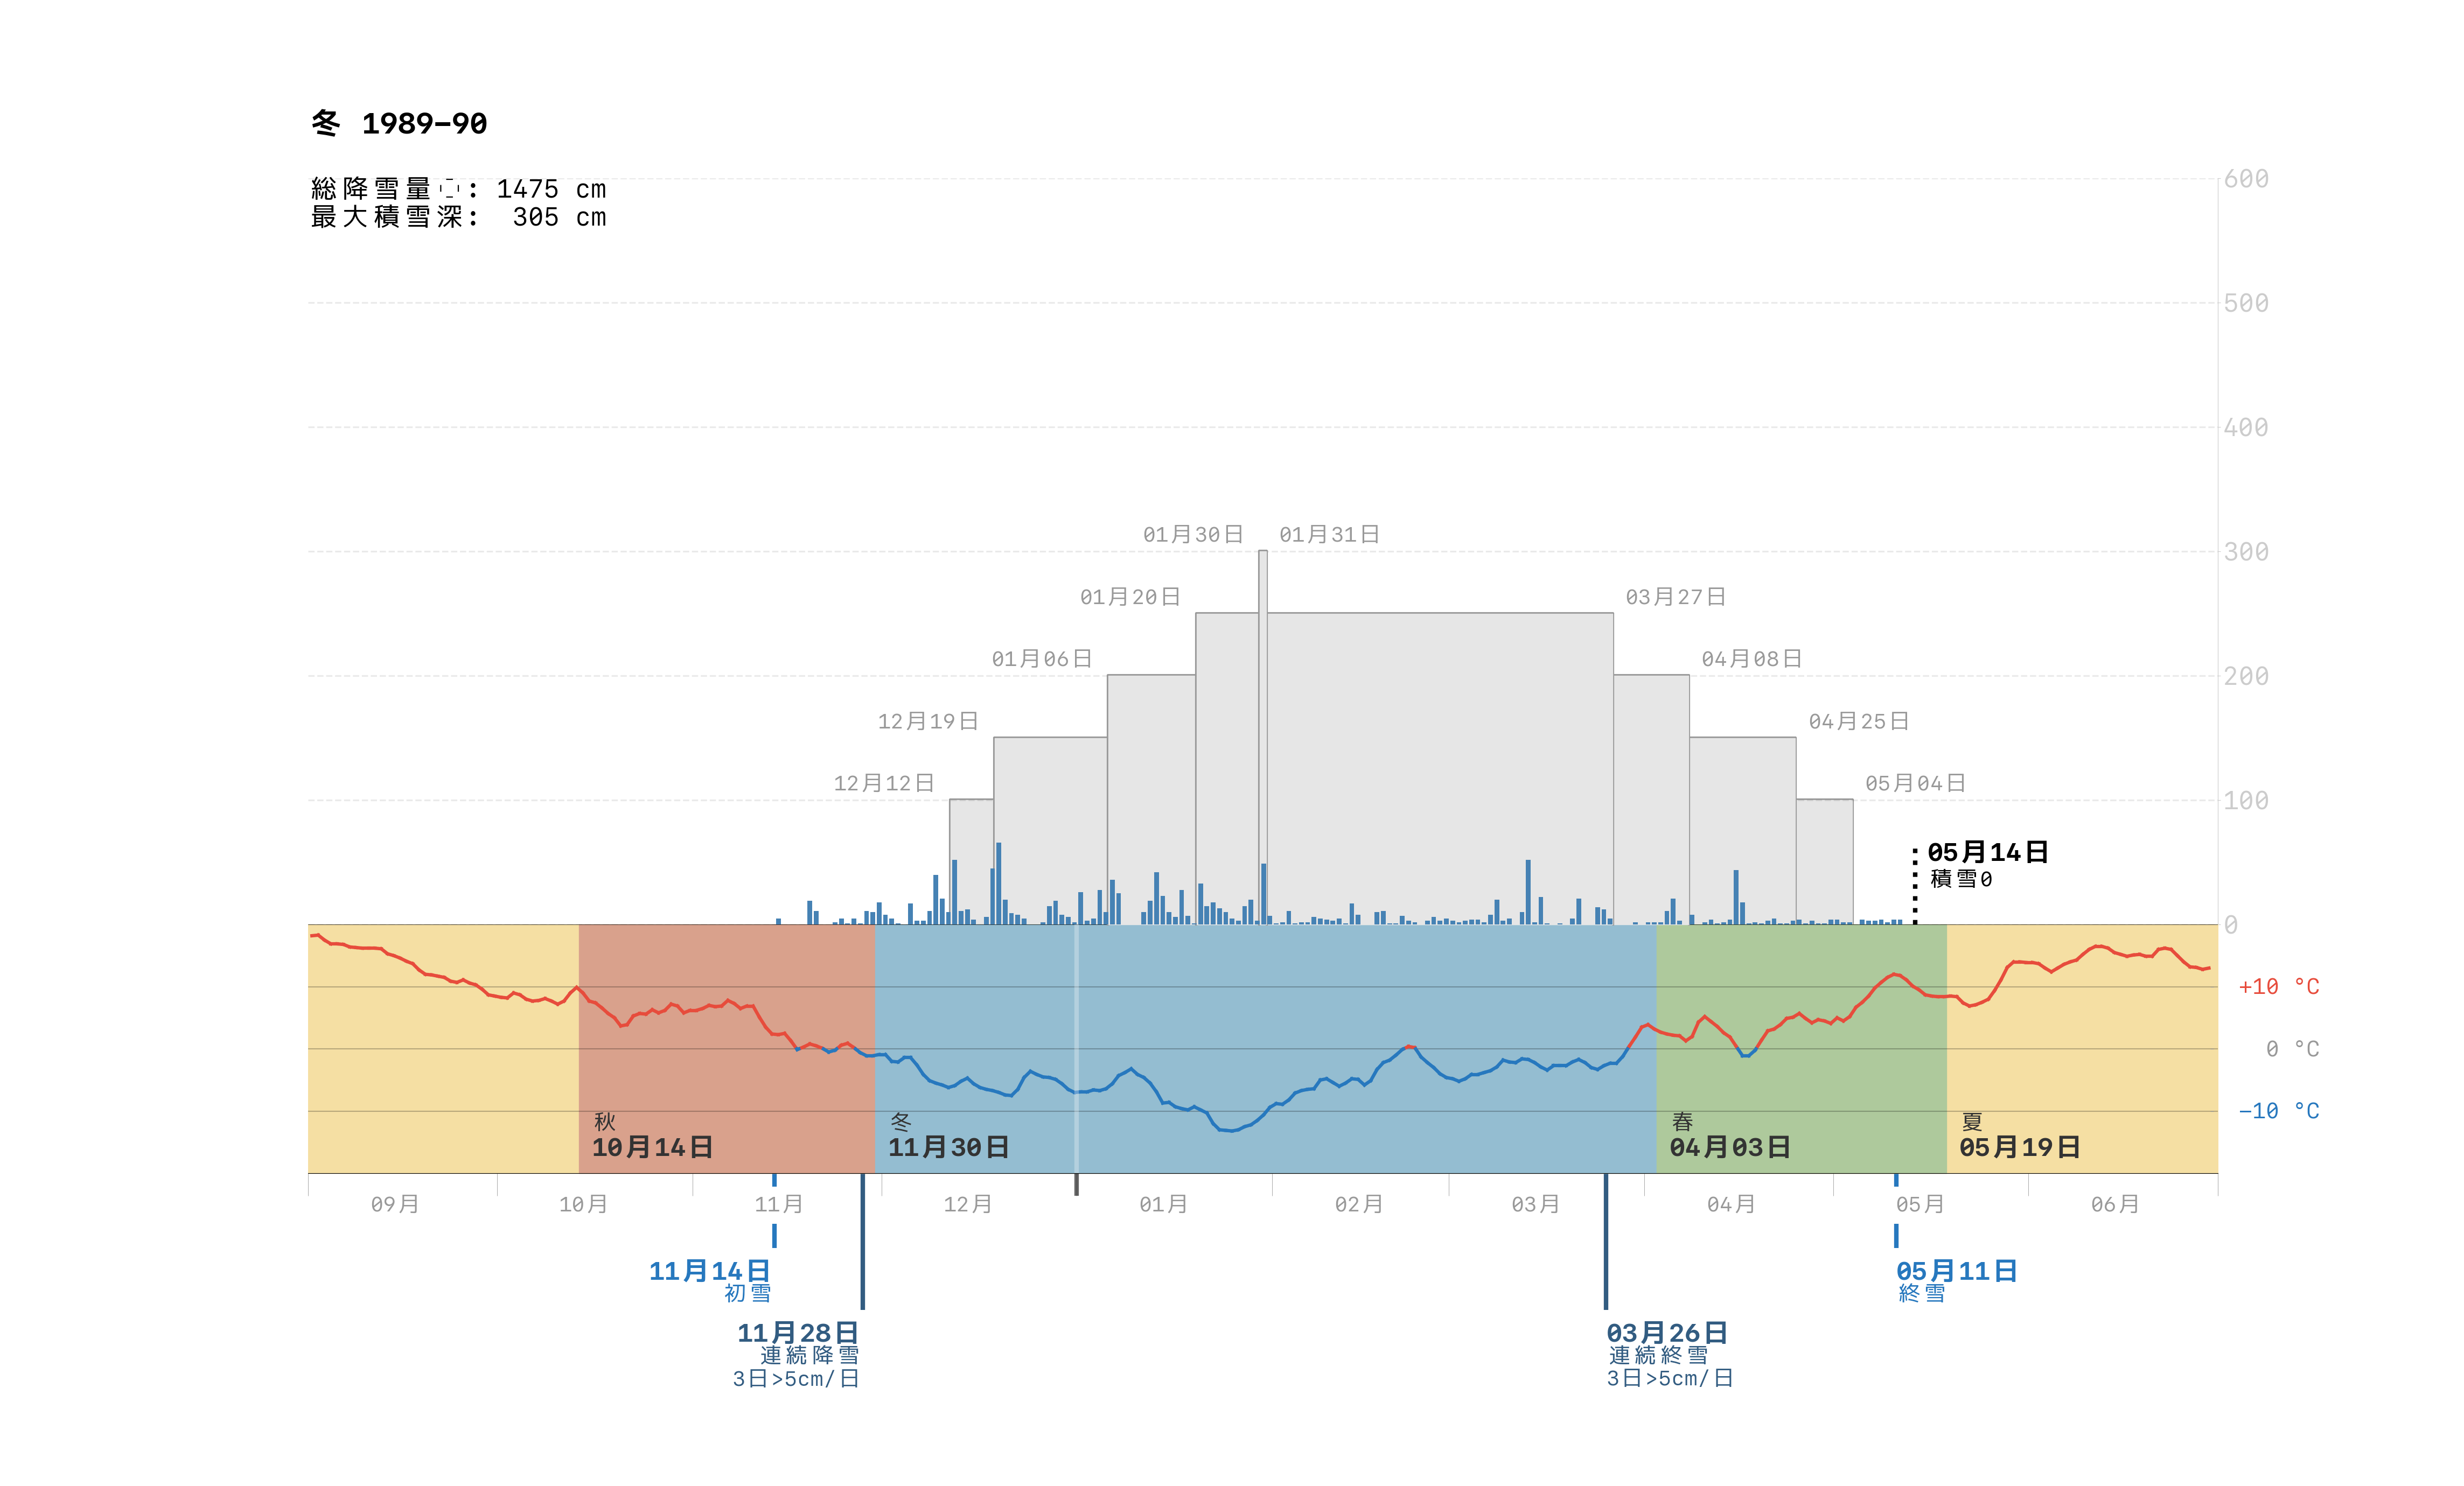 冬 1989–90
総降雪量◌: 1475 cm
最大積雪深: 305 cm
600
500
400
300
200
100
0
01月30日
01月31日
01月20日
03月27日
01月06日
04月08日
12月19日
04月25日
12月12日
05月04日
05月14日
積雪0
+10 °C
0 °C
−10 °C
秋
10月14日
冬
11月30日
春
04月03日
夏
05月19日
09月
10月
11月
12月
01月
02月
03月
04月
05月
06月
11月14日
初雪
05月11日
終雪
11月28日
連続降雪
3日>5cm/日
03月26日
連続終雪
3日>5cm/日